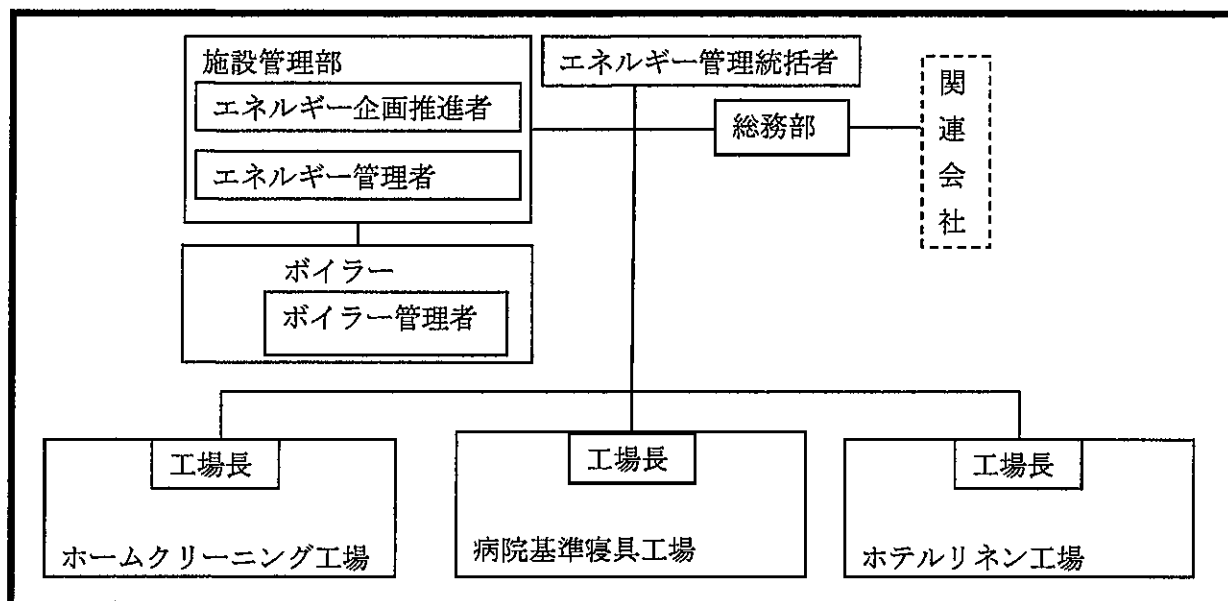 施設管理部
エネルギー企画推進者
エネルギー管理者
エネルギー管理統括者
総務部
関連会社
ボイラー
ボイラー管理者
工場長
ホームクリーニング工場
工場長
病院基準寝具工場
工場長
ホテルリネン工場